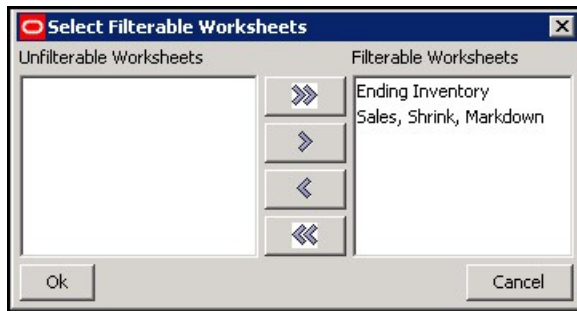 Select Filterable Worksheets
Unfilterable Worksheets
Filterable Worksheets
Ending Inventory
Sales, Shrink, Markdown
Ok
Cancel